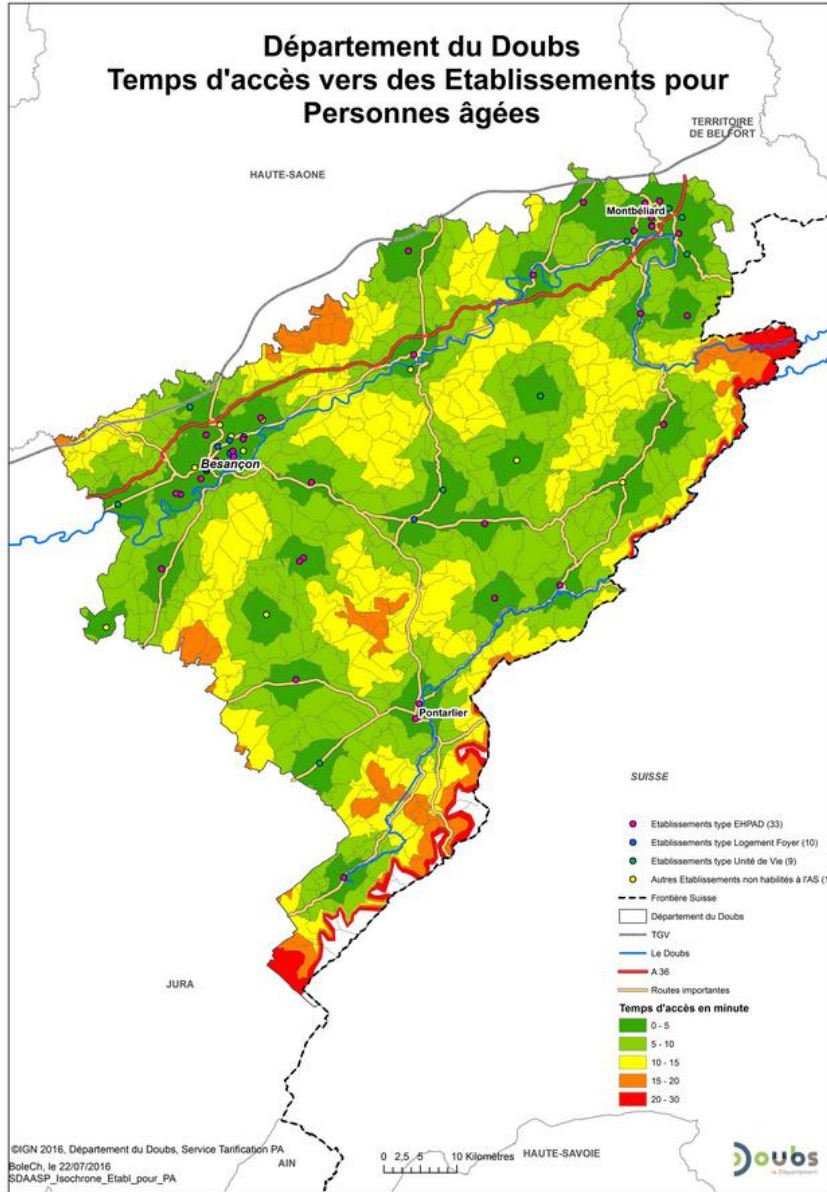 Département du Doubs
Temps d'accès vers des Etablissements pour
Personnes âgées
TERRITOIRE
DE BELFORT
HAUTE-SAONE
Montbéliard
Besançon
Pontarlier
SUISSE
Etablissements type EHPAD (33)
Etablissements type Logement Foyer (10)
Etablissements type Unité de Vie (9)
Autres Etablissements non habilités à l'AS (1
Frontière Suisse
Département du Doubs
TGV
Le Doubs
A 36
Routes importantes
Temps d'accès en minute
0 - 5
5 - 10
10 - 15
15 - 20
20 - 30
JURA
©IGN 2016, Département du Doubs, Service Tarification PA
BoleCh, le 22/07/2016
SDAASP_Isochrone_Etabl_pour_PA
AIN
0 2,5 5 10 Kilomètres
HAUTE-SAVOIE
Doubs
le Département